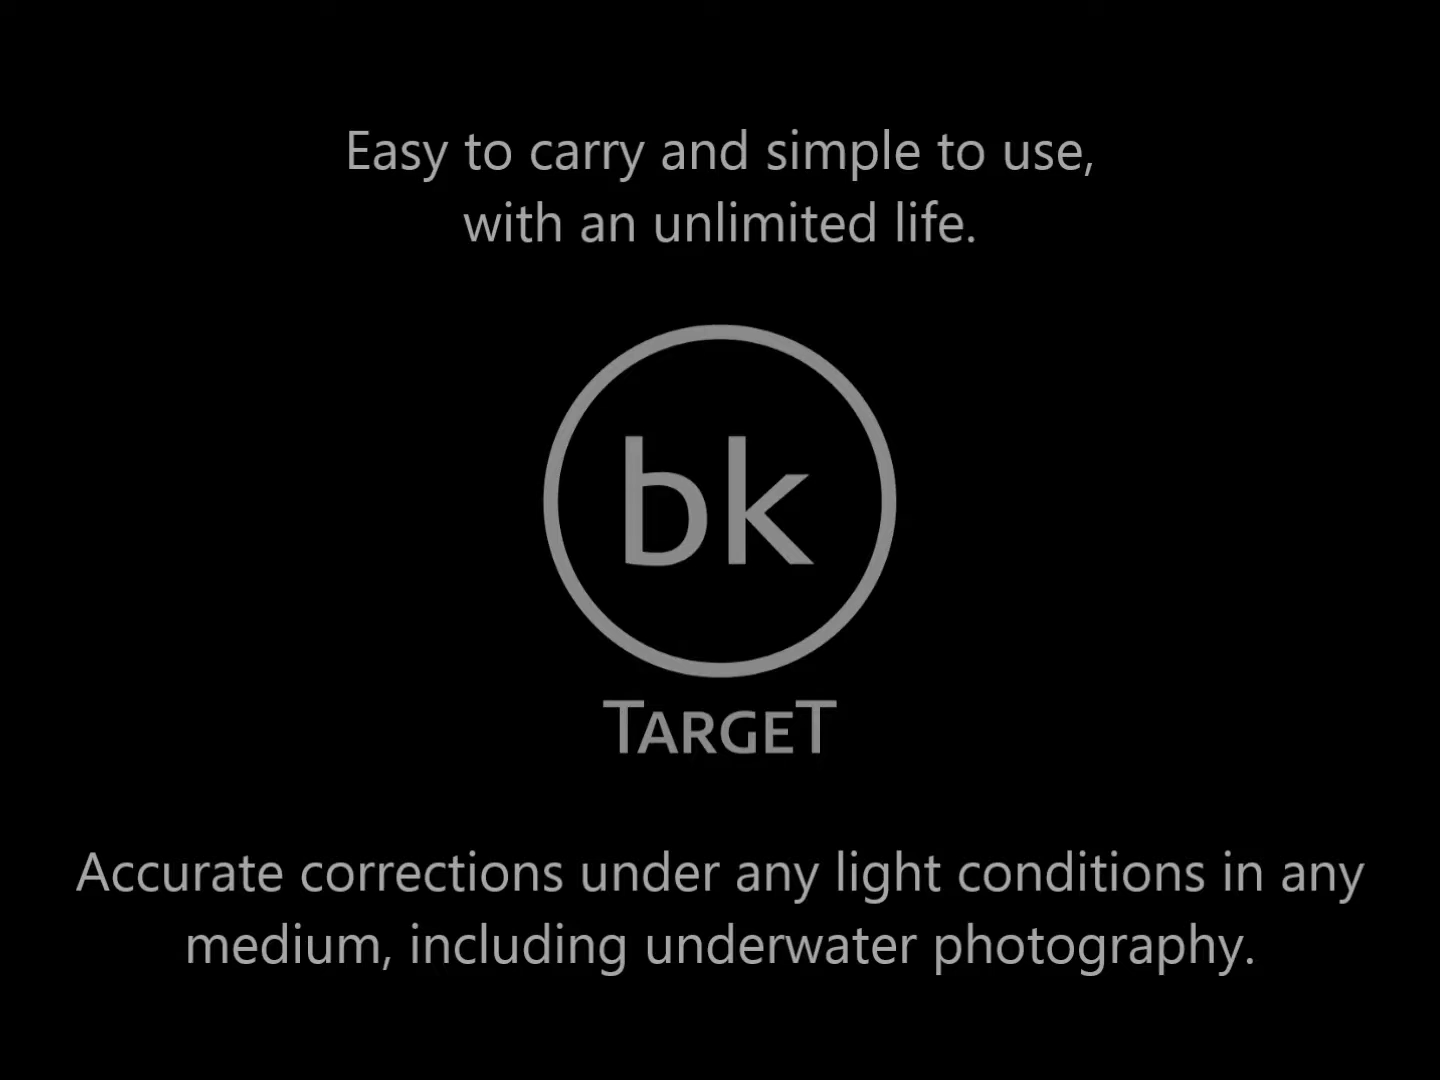 Easy to carry and simple to use,
with an unlimited life.
bk
TARGET
Accurate corrections under any light conditions in any
medium, including underwater photography.